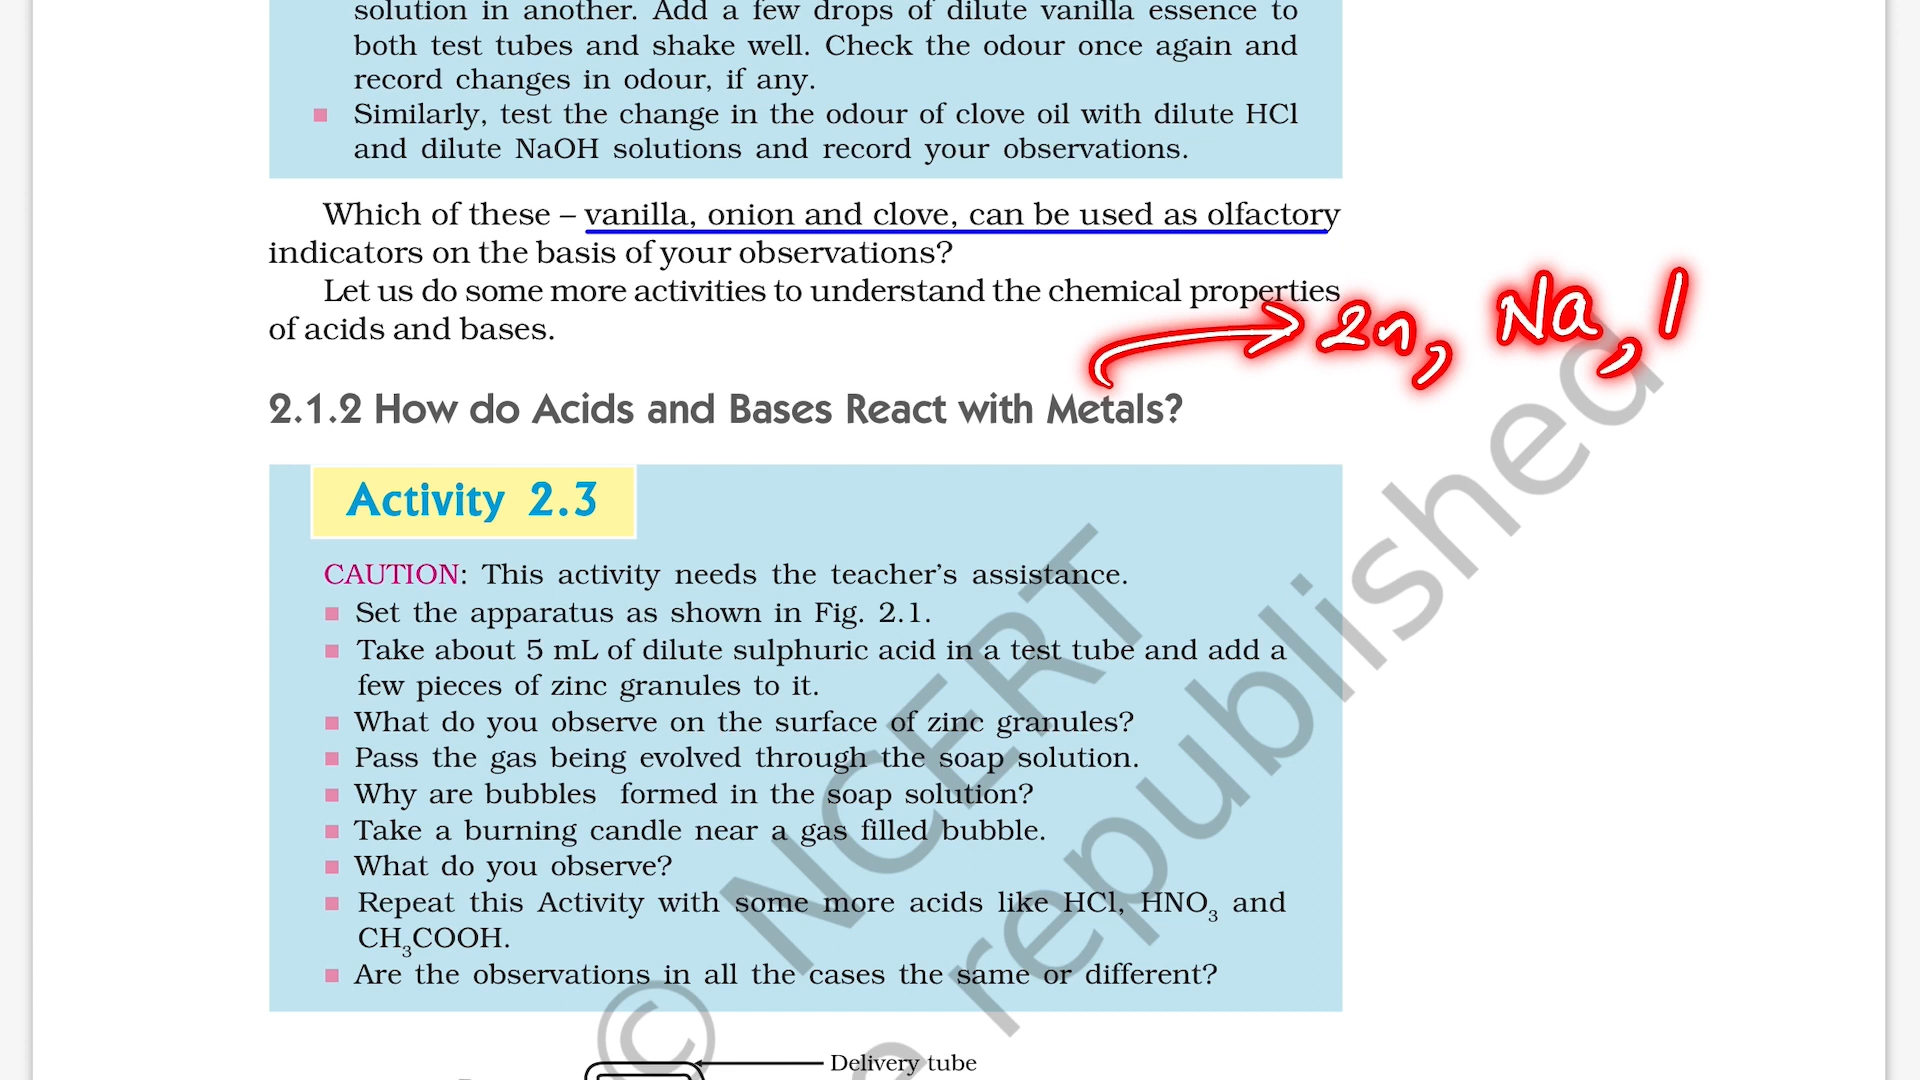 solution in another. Add a few drops of dilute vanilla essence to
both test tubes and shake well. Check the odour once again and
record changes in odour, if any.
■ Similarly, test the change in the odour of clove oil with dilute HCl
and dilute NaOH solutions and record your observations.
Which of these – vanilla, onion and clove, can be used as olfactory
indicators on the basis of your observations?
Let us do some more activities to understand the chemical properties
of acids and bases.
Zn, Na, l
2.1.2 How do Acids and Bases React with Metals?
Activity 2.3
CAUTION: This activity needs the teacher's assistance.
■ Set the apparatus as shown in Fig. 2.1.
■ Take about 5 mL of dilute sulphuric acid in a test tube and add a
few pieces of zinc granules to it.
■ What do you observe on the surface of zinc granules?
■ Pass the gas being evolved through the soap solution.
■ Why are bubbles formed in the soap solution?
■ Take a burning candle near a gas filled bubble.
■ What do you observe?
■ Repeat this Activity with some more acids like HCl, HNO₃ and
CH₃COOH.
■ Are the observations in all the cases the same or different?
Delivery tube
© NCERT
e republished